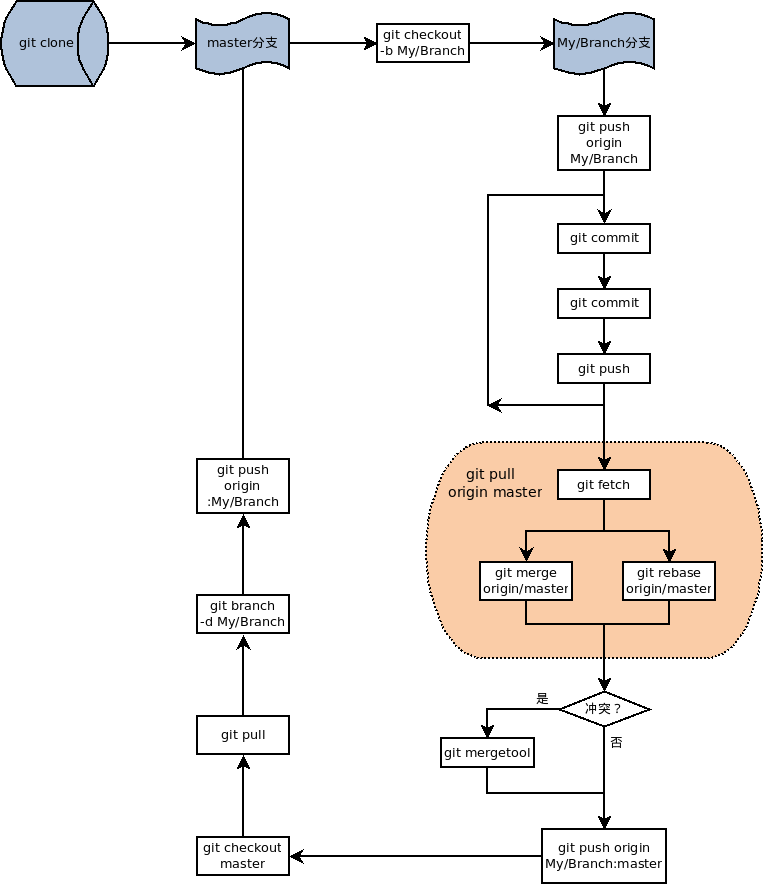 git clone
master分支
git checkout
-b My/Branch
My/Branch分支
git push
origin
My/Branch
git commit
git commit
git push
git pull
origin master
git fetch
git merge
origin/master
git rebase
origin/master
冲突？
是
否
git mergetool
git push origin
My/Branch:master
git checkout
master
git pull
git branch
-d My/Branch
git push
origin
:My/Branch